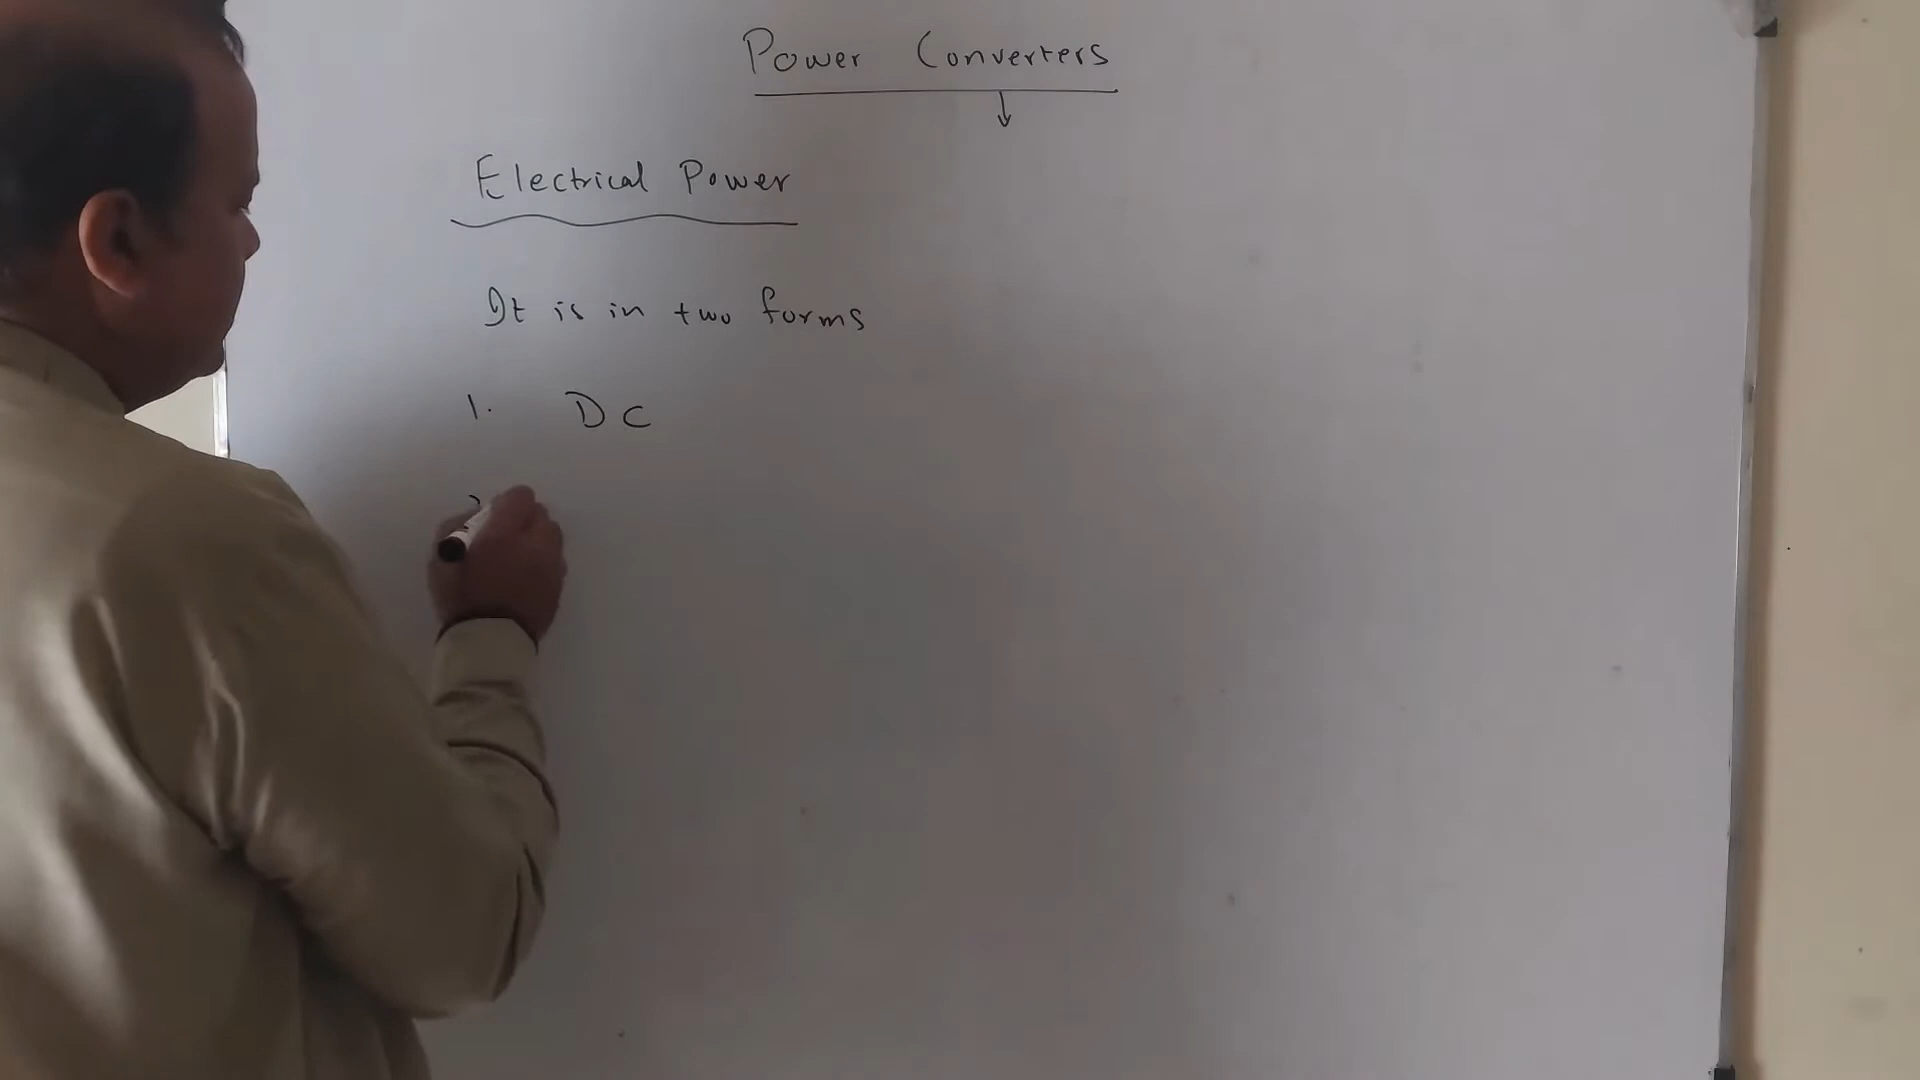 Power Converters
Electrical Power
It is in two forms
1. DC